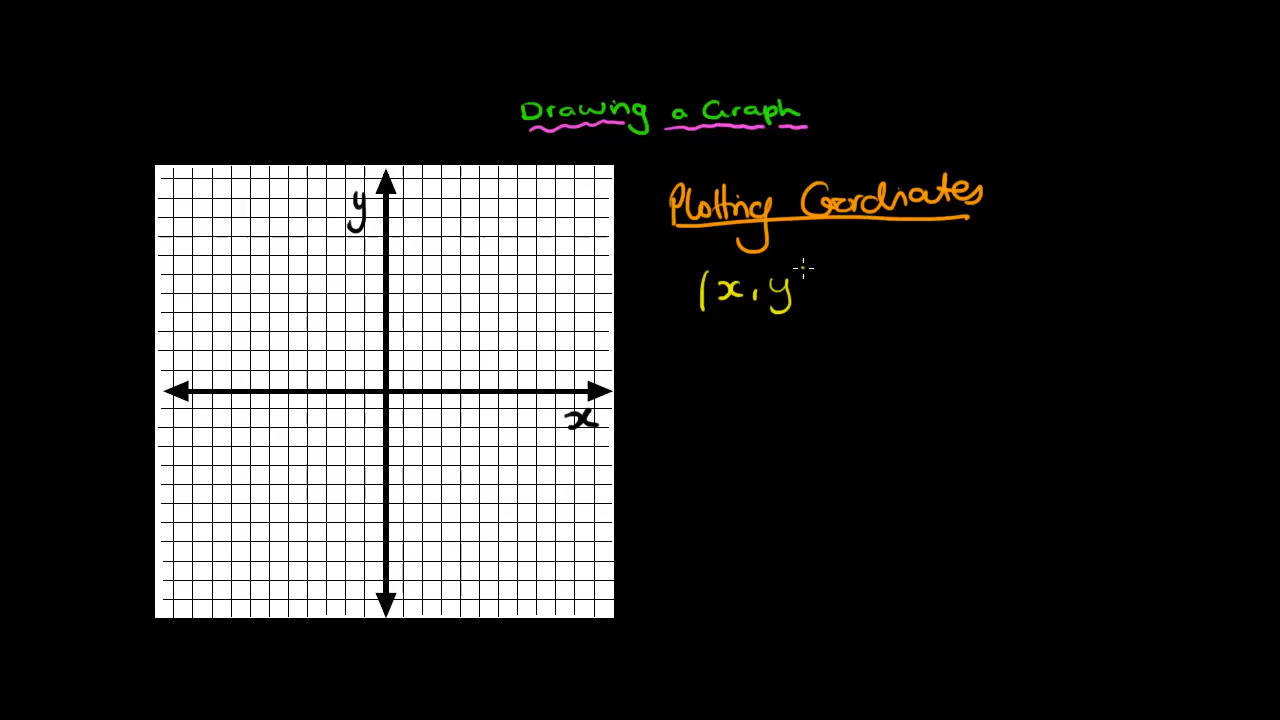 Drawing a Graph
y
Plotting Coordinates
(x, y
x